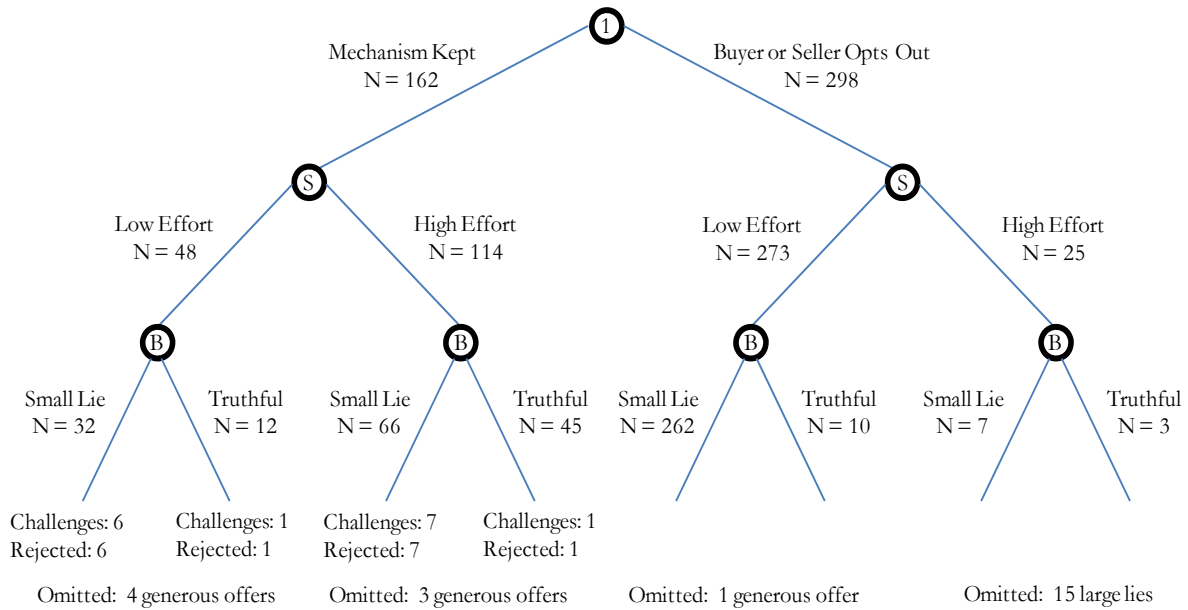 1
Mechanism Kept
N = 162
Buyer or Seller Opts Out
N = 298
S
S
Low Effort
N = 48
High Effort
N = 114
Low Effort
N = 273
High Effort
N = 25
B
B
B
B
Small Lie
N = 32
Truthful
N = 12
Small Lie
N = 66
Truthful
N = 45
Small Lie
N = 262
Truthful
N = 10
Small Lie
N = 7
Truthful
N = 3
Challenges: 6
Rejected: 6
Challenges: 1
Rejected: 1
Challenges: 7
Rejected: 7
Challenges: 1
Rejected: 1
Omitted: 4 generous offers
Omitted: 3 generous offers
Omitted: 1 generous offer
Omitted: 15 large lies